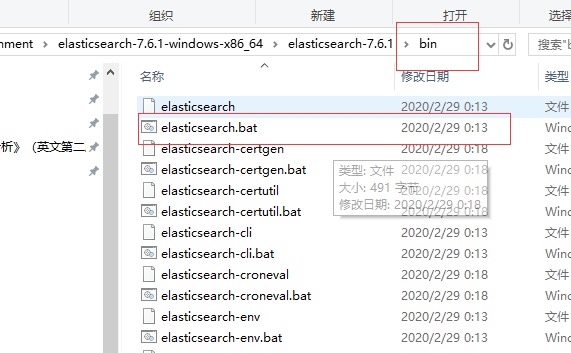 组织 新建 打开
nment › elasticsearch-7.6.1-windows-x86_64 › elasticsearch-7.6.1 › bin 搜索"b
名称 修改日期 类型
elasticsearch 2020/2/29 0:13 文件
elasticsearch.bat 2020/2/29 0:13 Wind
elasticsearch-certgen 2020/2/29 0:18 文件
析》（英文第二 elasticsearch-certgen.bat 2020/2/29 0:18 Wind
类型: 文件
大小: 491 字节
修改日期: 2020/2/29 0:18
elasticsearch-certutil 2020/2/29 0:18 文件
elasticsearch-certutil.bat 2020/2/29 0:18 Wind
elasticsearch-cli 2020/2/29 0:13 文件
elasticsearch-cli.bat 2020/2/29 0:13 Wind
elasticsearch-croneval 2020/2/29 0:18 文件
elasticsearch-croneval.bat 2020/2/29 0:18 Wind
elasticsearch-env 2020/2/29 0:13 文件
elasticsearch-env.bat 2020/2/29 0:13 Wind